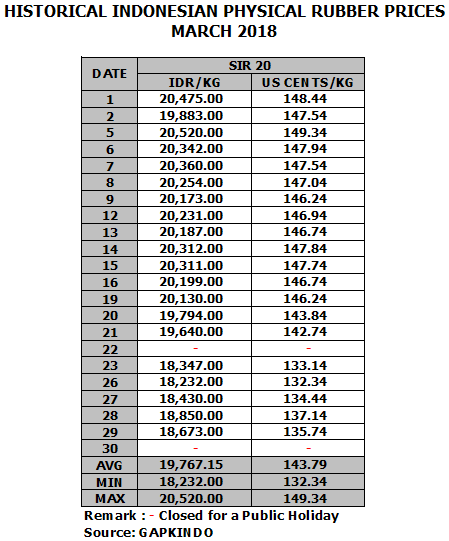 HISTORICAL INDONESIAN PHYSICAL RUBBER PRICES
MARCH 2018
DATE SIR 20
IDR/KG US CENTS/KG
1 20,475.00 148.44
2 19,883.00 147.54
5 20,520.00 149.34
6 20,342.00 147.94
7 20,360.00 147.54
8 20,254.00 147.04
9 20,173.00 146.24
12 20,231.00 146.94
13 20,187.00 146.74
14 20,312.00 147.84
15 20,311.00 147.74
16 20,199.00 146.74
19 20,130.00 146.24
20 19,794.00 143.84
21 19,640.00 142.74
22 - -
23 18,347.00 133.14
26 18,232.00 132.34
27 18,430.00 134.44
28 18,850.00 137.14
29 18,673.00 135.74
30 - -
AVG 19,767.15 143.79
MIN 18,232.00 132.34
MAX 20,520.00 149.34
Remark : - Closed for a Public Holiday
Source: GAPKINDO